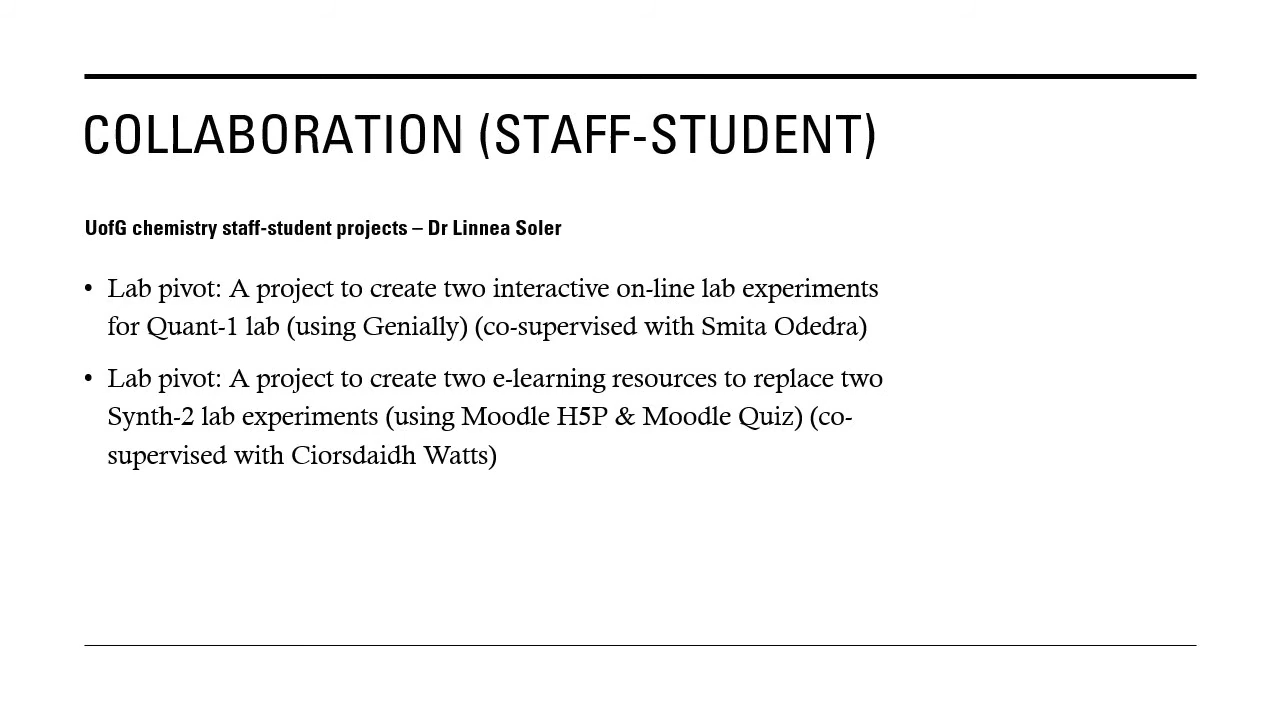 COLLABORATION (STAFF-STUDENT)
UofG chemistry staff-student projects – Dr Linnea Soler
• Lab pivot: A project to create two interactive on-line lab experiments
for Quant-1 lab (using Genially) (co-supervised with Smita Odedra)
• Lab pivot: A project to create two e-learning resources to replace two
Synth-2 lab experiments (using Moodle H5P & Moodle Quiz) (co-
supervised with Ciorsdaidh Watts)